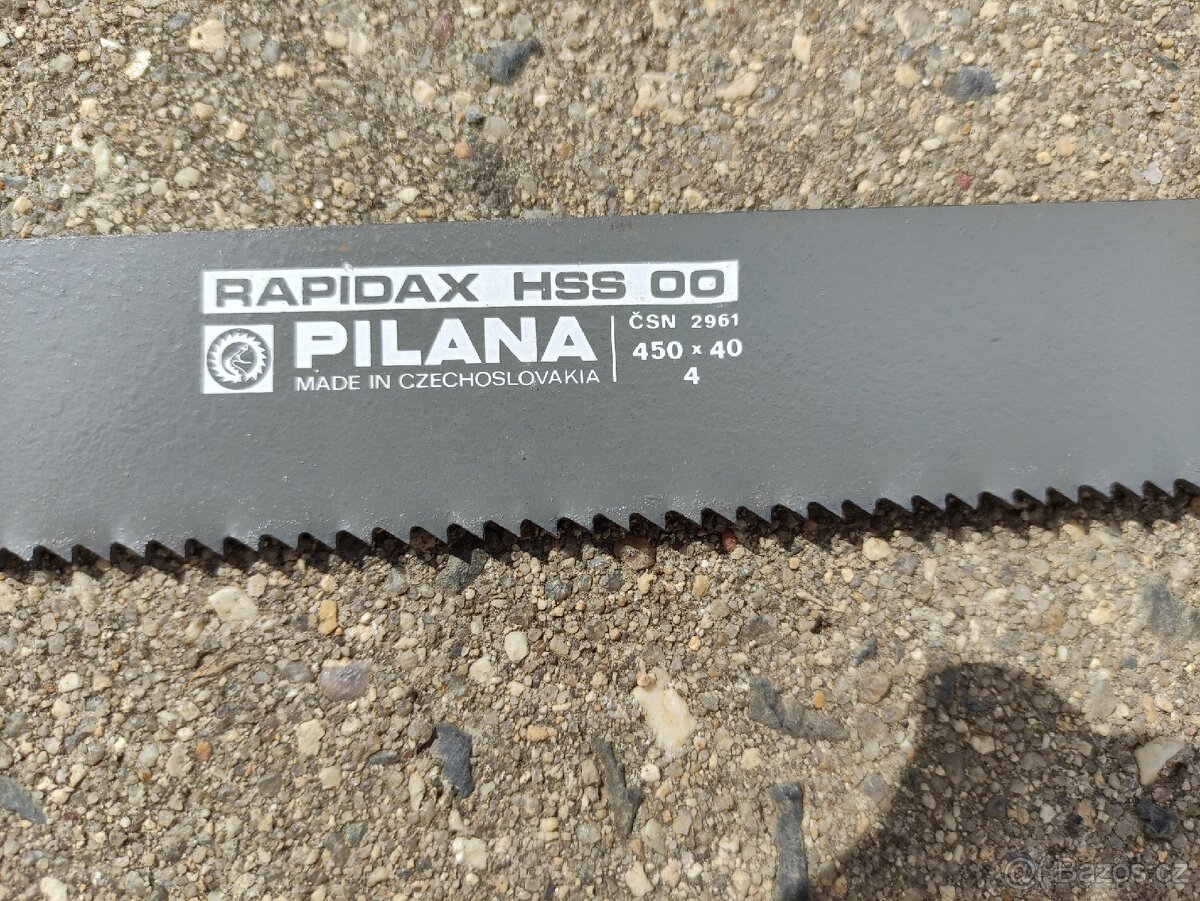 RAPIDAX HSS 00
PILANA
MADE IN CZECHOSLOVAKIA
ČSN 2961
450 x 40
4
Bazos.cz